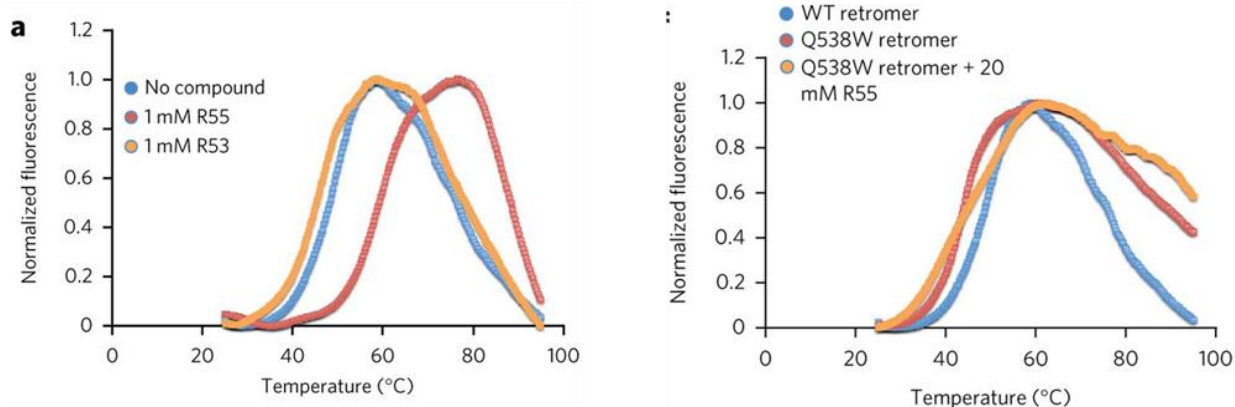 a
1.2
1.0
0.8
0.6
0.4
0.2
0
0
20
40
60
80
100
Normalized fluorescence
Temperature (°C)
No compound
1 mM R55
1 mM R53
WT retromer
Q538W retromer
Q538W retromer + 20
mM R55
1.2
1.0
0.8
0.6
0.4
0.2
0
0
20
40
60
80
100
Normalized fluorescence
Temperature (°C)